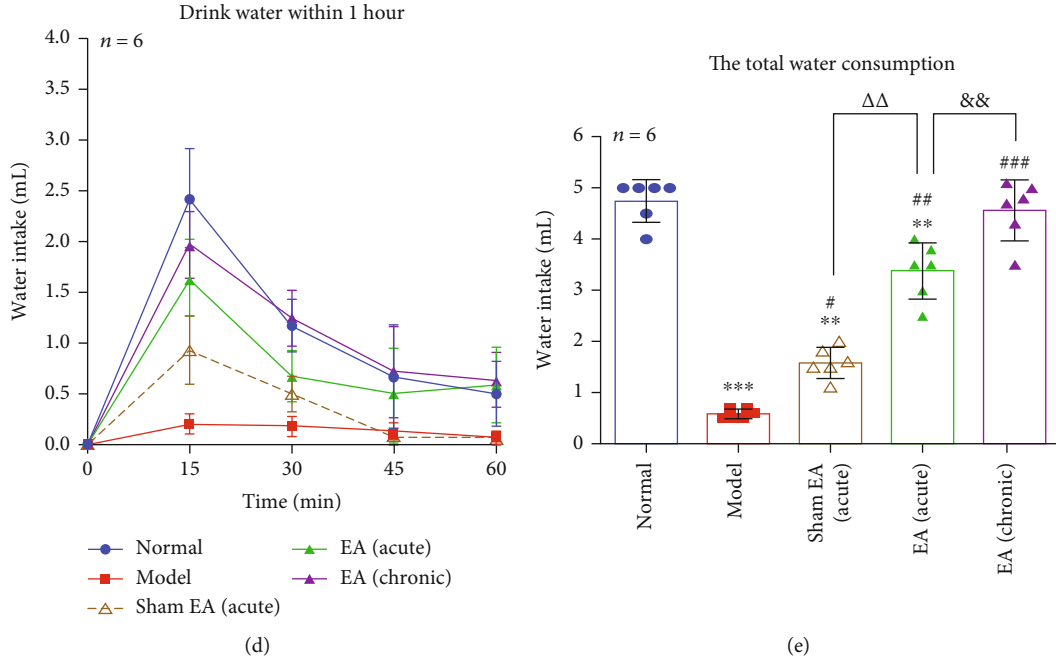 Drink water within 1 hour
n = 6
4.0
3.5
3.0
2.5
2.0
1.5
1.0
0.5
0.0
Water intake (mL)
0
15
30
45
60
Time (min)
Normal
EA (acute)
Model
EA (chronic)
Sham EA (acute)
(d)
The total water consumption
ΔΔ
&&
n = 6
6
5
4
3
2
1
0
Water intake (mL)
***
#
**
##
**
###
Normal
Model
Sham EA
(acute)
EA (acute)
EA (chronic)
(e)